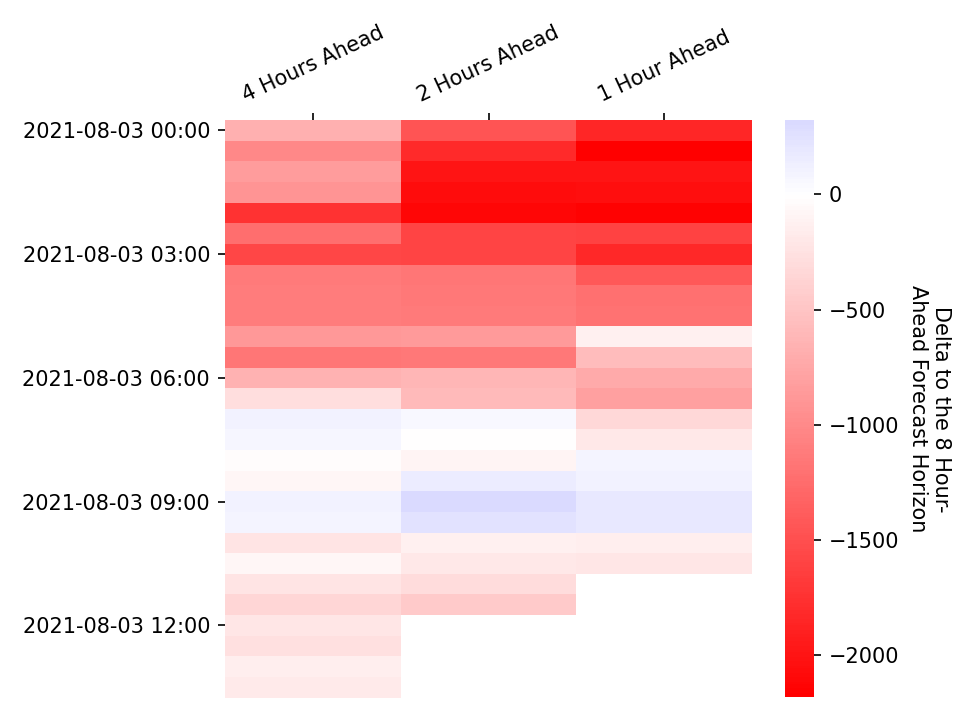 4 Hours Ahead
2 Hours Ahead
1 Hour Ahead
2021-08-03 00:00
2021-08-03 03:00
2021-08-03 06:00
2021-08-03 09:00
2021-08-03 12:00
0
−500
−1000
−1500
−2000
Delta to the 8 Hour-
Ahead Forecast Horizon